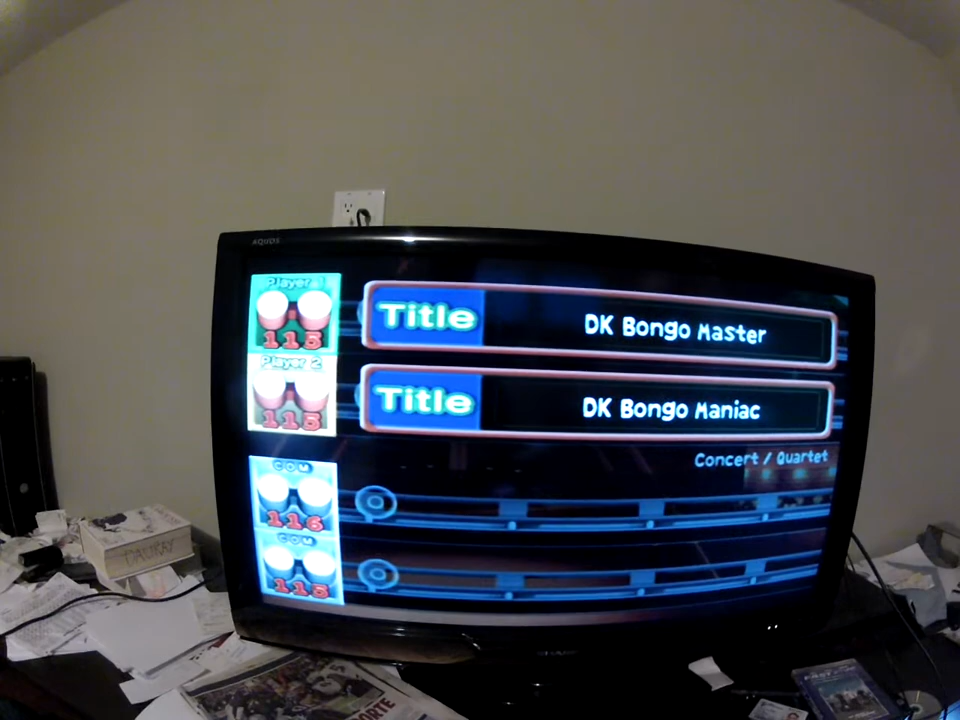 AQUOS
Player 1
115
Title
DK Bongo Master
Player 2
115
Title
DK Bongo Maniac
Concert / Quartet
COM
116
COM
115